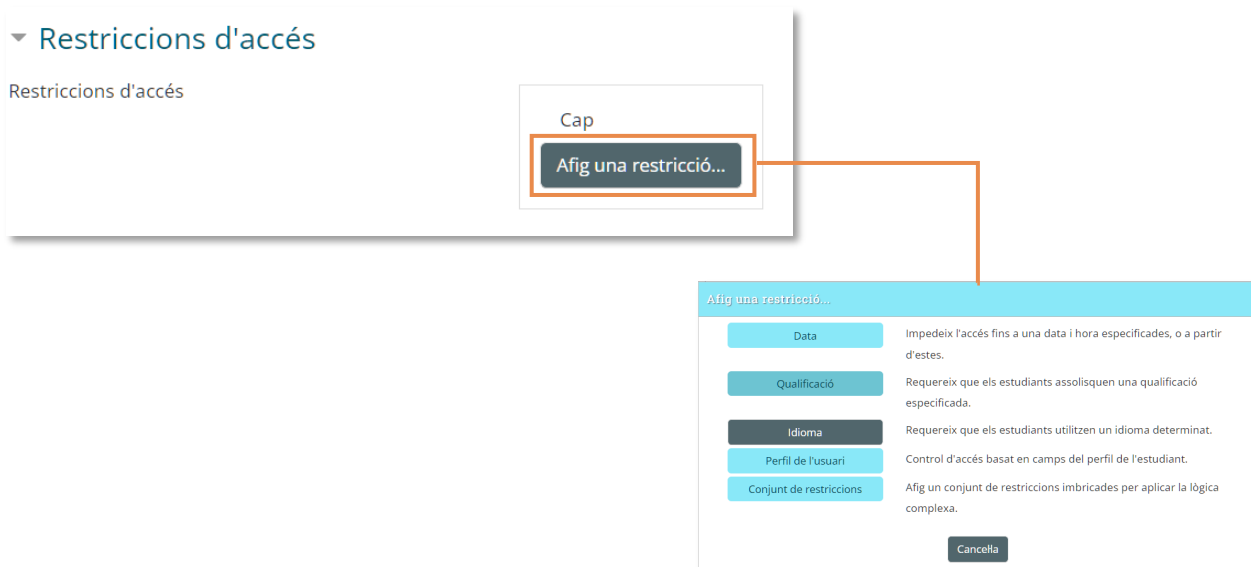 Restriccions d'accés
Restriccions d'accés
Cap
Afig una restricció...
Afig una restricció...
Data
Impedeix l'accés fins a una data i hora especificades, o a partir
d'estes.
Qualificació
Requereix que els estudiants assolisquen una qualificació
especificada.
Idioma
Requereix que els estudiants utilitzen un idioma determinat.
Perfil de l'usuari
Control d'accés basat en camps del perfil de l'estudiant.
Conjunt de restriccions
Afig un conjunt de restriccions imbricades per aplicar la lògica
complexa.
Canceŀla